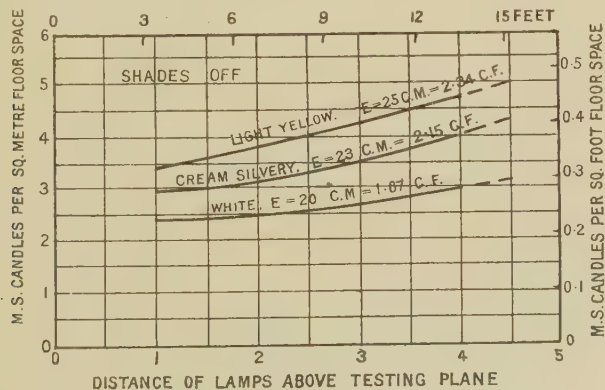 0 3 6 8 10 12 15 FEET
6
5
4
3
2
1
0
M.S. CANDLES PER SQ. METRE FLOOR SPACE
SHADES OFF
LIGHT YELLOW. E=25 C.M.=2.34 C.F.
CREAM SILVERY. E=23 C.M.=2.15 C.F.
WHITE. E=20 C.M=1.87 C.F.
0.5
0.4
0.3
0.2
0.1
0
M.S. CANDLES PER SQ. FOOT FLOOR SPACE
0 1 2 3 4 5
DISTANCE OF LAMPS ABOVE TESTING PLANE